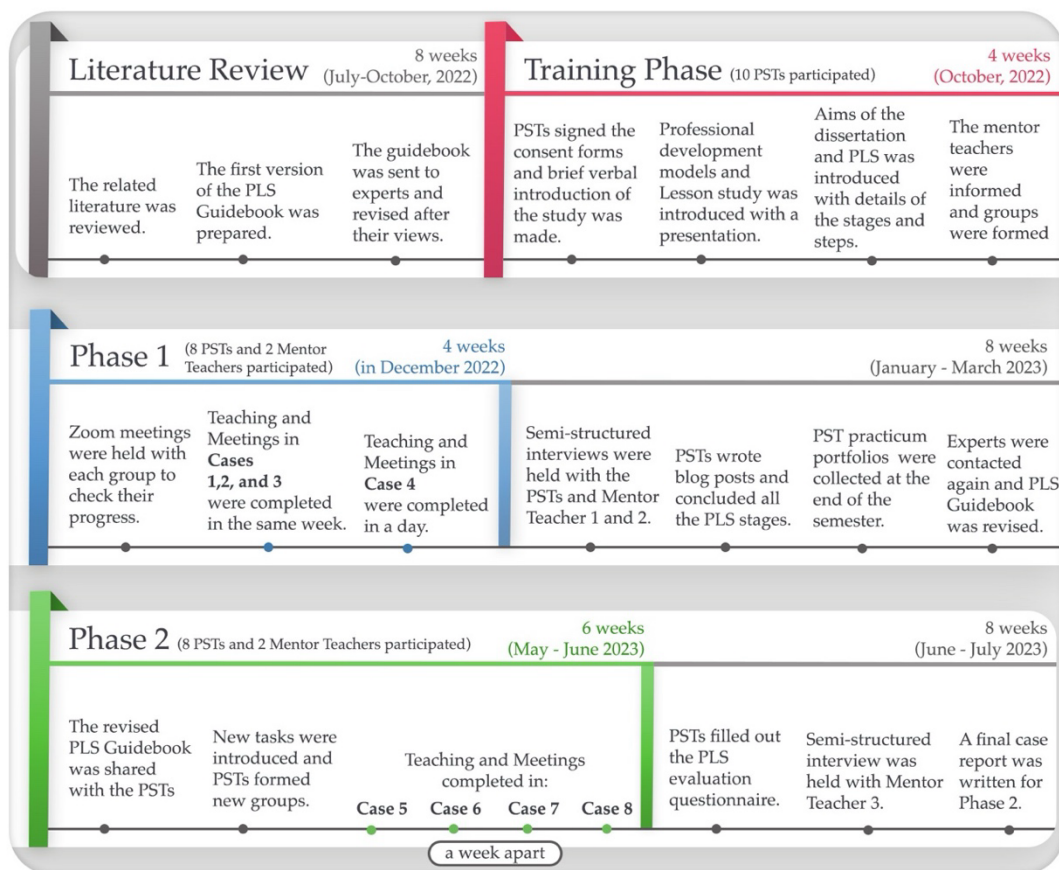 Literature Review
8 weeks
(July-October, 2022)
The related
literature was
reviewed.
The first version
of the PLS
Guidebook was
prepared.
The guidebook
was sent to
experts and
revised after
their views.
Training Phase (10 PSTs participated)
4 weeks
(October, 2022)
PSTs signed the
consent forms
and brief verbal
introduction of
the study was
made.
Professional
development
models and
Lesson study was
introduced with a
presentation.
Aims of the
dissertation
and PLS was
introduced
with details of
the stages and
steps.
The mentor
teachers
were
informed
and groups
were formed
Phase 1 (8 PSTs and 2 Mentor
Teachers participated)
4 weeks
(in December 2022)
Zoom meetings
were held with
each group to
check their
progress.
Teaching and
Meetings in
Cases
1,2, and 3
were completed
in the same week.
Teaching and
Meetings in
Case 4
were completed
in a day.
8 weeks
(January - March 2023)
Semi-structured
interviews were
held with the
PSTs and Mentor
Teacher 1 and 2.
PSTs wrote
blog posts and
concluded all
the PLS stages.
PST practicum
portfolios were
collected at the
end of the
semester.
Experts were
contacted
again and PLS
Guidebook
was revised.
Phase 2 (8 PSTs and 2 Mentor Teachers participated)
6 weeks
(May - June 2023)
The revised
PLS Guidebook
was shared
with the PSTs
New tasks were
introduced and
PSTs formed
new groups.
Teaching and Meetings
completed in:
Case 5 Case 6 Case 7 Case 8
a week apart
8 weeks
(June - July 2023)
PSTs filled out
the PLS
evaluation
questionnaire.
Semi-structured
interview was
held with Mentor
Teacher 3.
A final case
report was
written for
Phase 2.